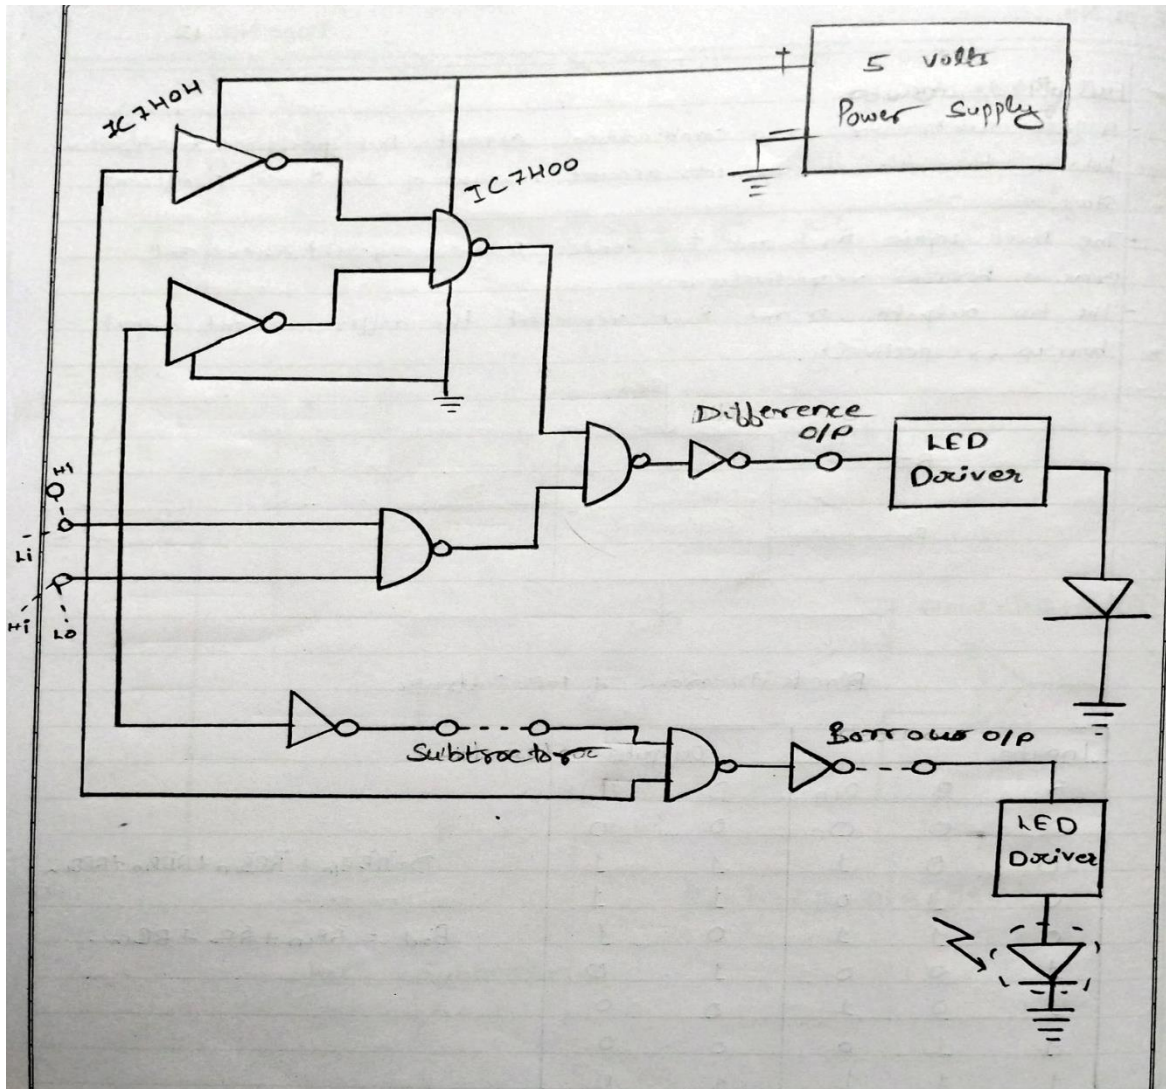 IC7404
+
5 volts
Power Supply
IC7400
Difference
O/P
LED
Driver
Hi
Li
Hi
Lo
Subtractor
Borrow O/P
LED
Driver